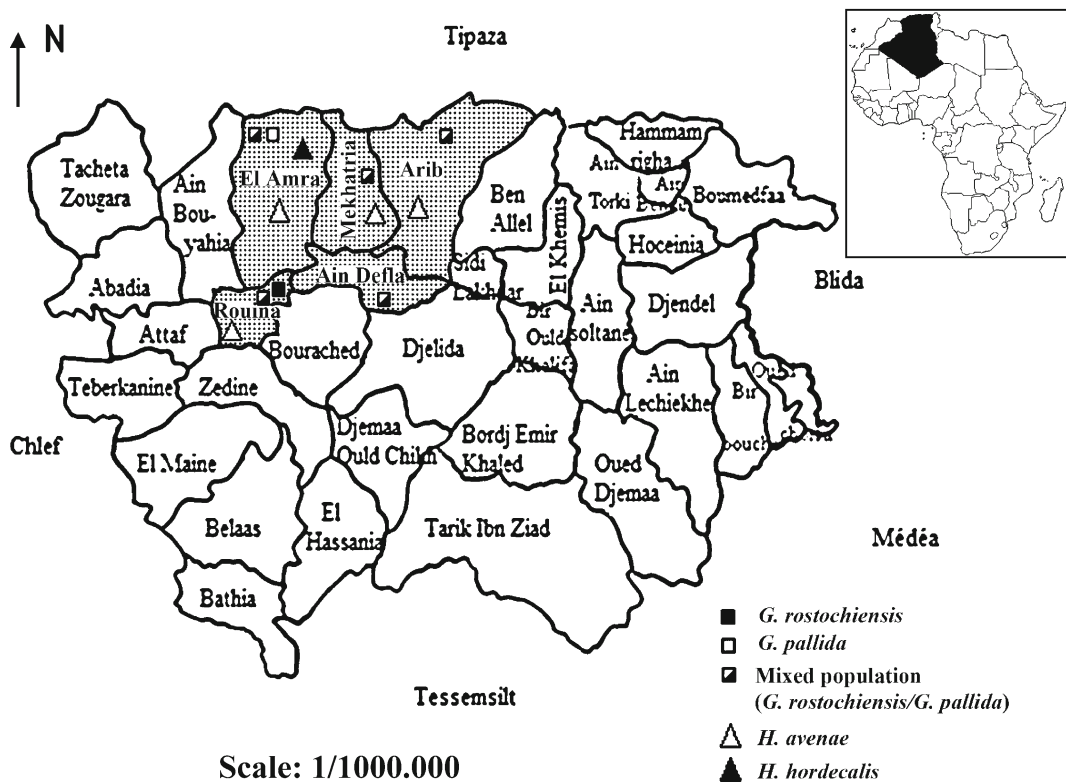 N
Tipaza
Tacheta
Zougara
Ain
Bou-
yahia
El Amra
Mekhatria
Arib
Ben
Allel
El Khemis
Hammam
righa
Ain
Torki
Boumedfaa
Hoceinia
Abadia
Rouina
Ain Defla
Sidi
Lakhdar
Ain
soltane
Djendel
Blida
Attaf
Bourached
Djelida
Bir
Ould
Khalifa
Teberkanine
Zedine
Ain
Lechiekhe
Bir
Chlef
El Maine
Djemaa
Ould Chikh
Bordj Emir
Khaled
Oued
Djemaa
Belaas
El
Hassania
Tarik Ibn Ziad
Médéa
Bathia
Tessemsilt
G. rostochiensis
G. pallida
Mixed population
(G. rostochiensis/G. pallida)
H. avenae
H. hordecalis
Scale: 1/1000.000